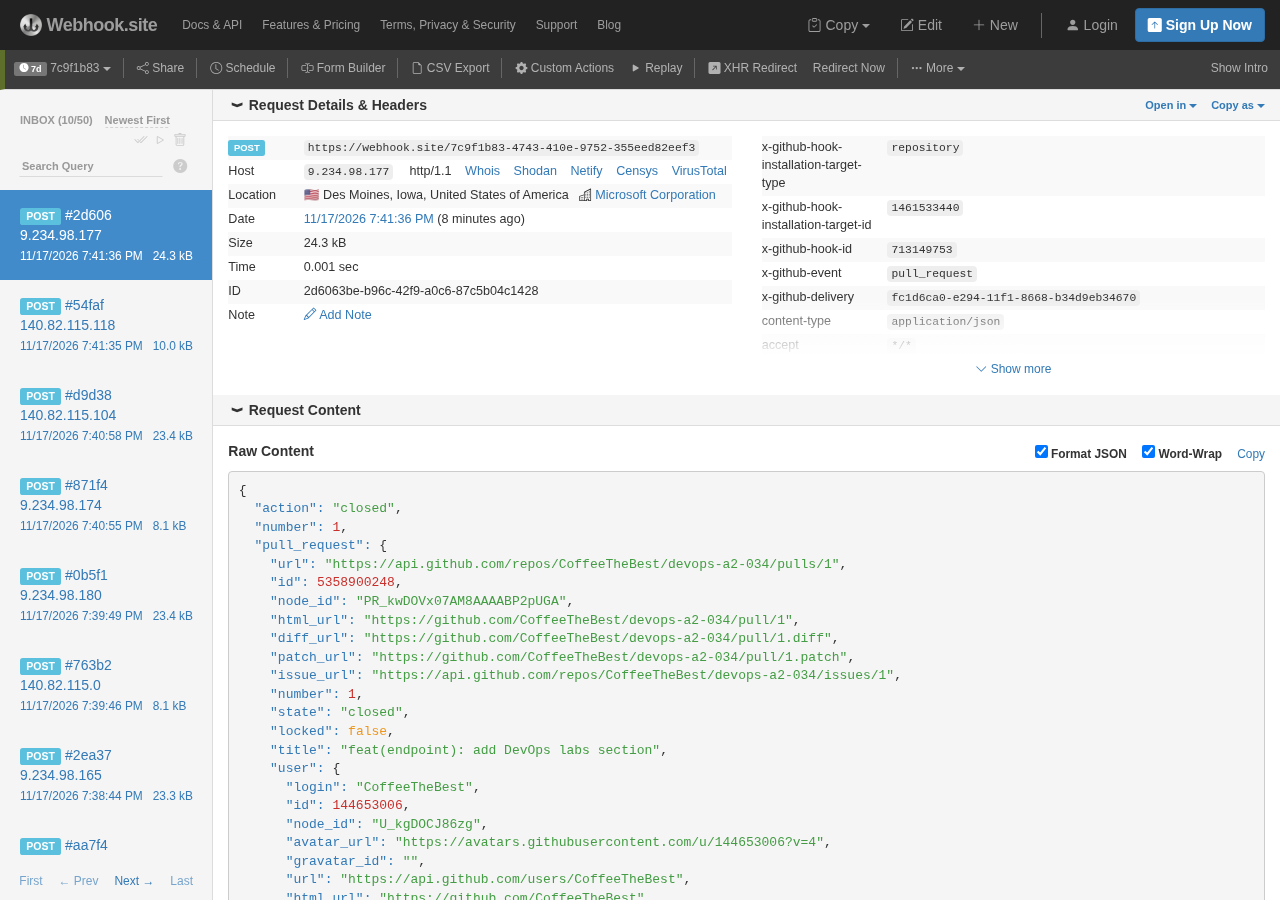 Webhook.site Docs & API Features & Pricing Terms, Privacy & Security Support Blog Copy Edit New Login Sign Up Now
7d 7c9f1b83 Share Schedule Form Builder CSV Export Custom Actions Replay XHR Redirect Redirect Now More Show Intro
INBOX (10/50) Newest First
Search Query ?
POST #2d606
9.234.98.177
11/17/2026 7:41:36 PM 24.3 kB
POST #54faf
140.82.115.118
11/17/2026 7:41:35 PM 10.0 kB
POST #d9d38
140.82.115.104
11/17/2026 7:40:58 PM 23.4 kB
POST #871f4
9.234.98.174
11/17/2026 7:40:55 PM 8.1 kB
POST #0b5f1
9.234.98.180
11/17/2026 7:39:49 PM 23.4 kB
POST #763b2
140.82.115.0
11/17/2026 7:39:46 PM 8.1 kB
POST #2ea37
9.234.98.165
11/17/2026 7:38:44 PM 23.3 kB
POST #aa7f4
First ← Prev Next → Last
Request Details & Headers Open in Copy as
POST https://webhook.site/7c9f1b83-4743-410e-9752-355eed82eef3
Host 9.234.98.177 http/1.1 Whois Shodan Netify Censys VirusTotal
Location 🇺🇸 Des Moines, Iowa, United States of America Microsoft Corporation
Date 11/17/2026 7:41:36 PM (8 minutes ago)
Size 24.3 kB
Time 0.001 sec
ID 2d6063be-b96c-42f9-a0c6-87c5b04c1428
Note Add Note
x-github-hook- repository
installation-target-
type
x-github-hook- 1461533440
installation-target-id
x-github-hook-id 713149753
x-github-event pull_request
x-github-delivery fc1d6ca0-e294-11f1-8668-b34d9eb34670
content-type application/json
accept */*
Show more
Request Content
Raw Content Format JSON Word-Wrap Copy
{
"action": "closed",
"number": 1,
"pull_request": {
"url": "https://api.github.com/repos/CoffeeTheBest/devops-a2-034/pulls/1",
"id": 5358900248,
"node_id": "PR_kwDOVx07AM8AAAABP2pUGA",
"html_url": "https://github.com/CoffeeTheBest/devops-a2-034/pull/1",
"diff_url": "https://github.com/CoffeeTheBest/devops-a2-034/pull/1.diff",
"patch_url": "https://github.com/CoffeeTheBest/devops-a2-034/pull/1.patch",
"issue_url": "https://api.github.com/repos/CoffeeTheBest/devops-a2-034/issues/1",
"number": 1,
"state": "closed",
"locked": false,
"title": "feat(endpoint): add DevOps labs section",
"user": {
"login": "CoffeeTheBest",
"id": 144653006,
"node_id": "U_kgDOCJ86zg",
"avatar_url": "https://avatars.githubusercontent.com/u/144653006?v=4",
"gravatar_id": "",
"url": "https://api.github.com/users/CoffeeTheBest",
"html_url": "https://github.com/CoffeeTheBest"